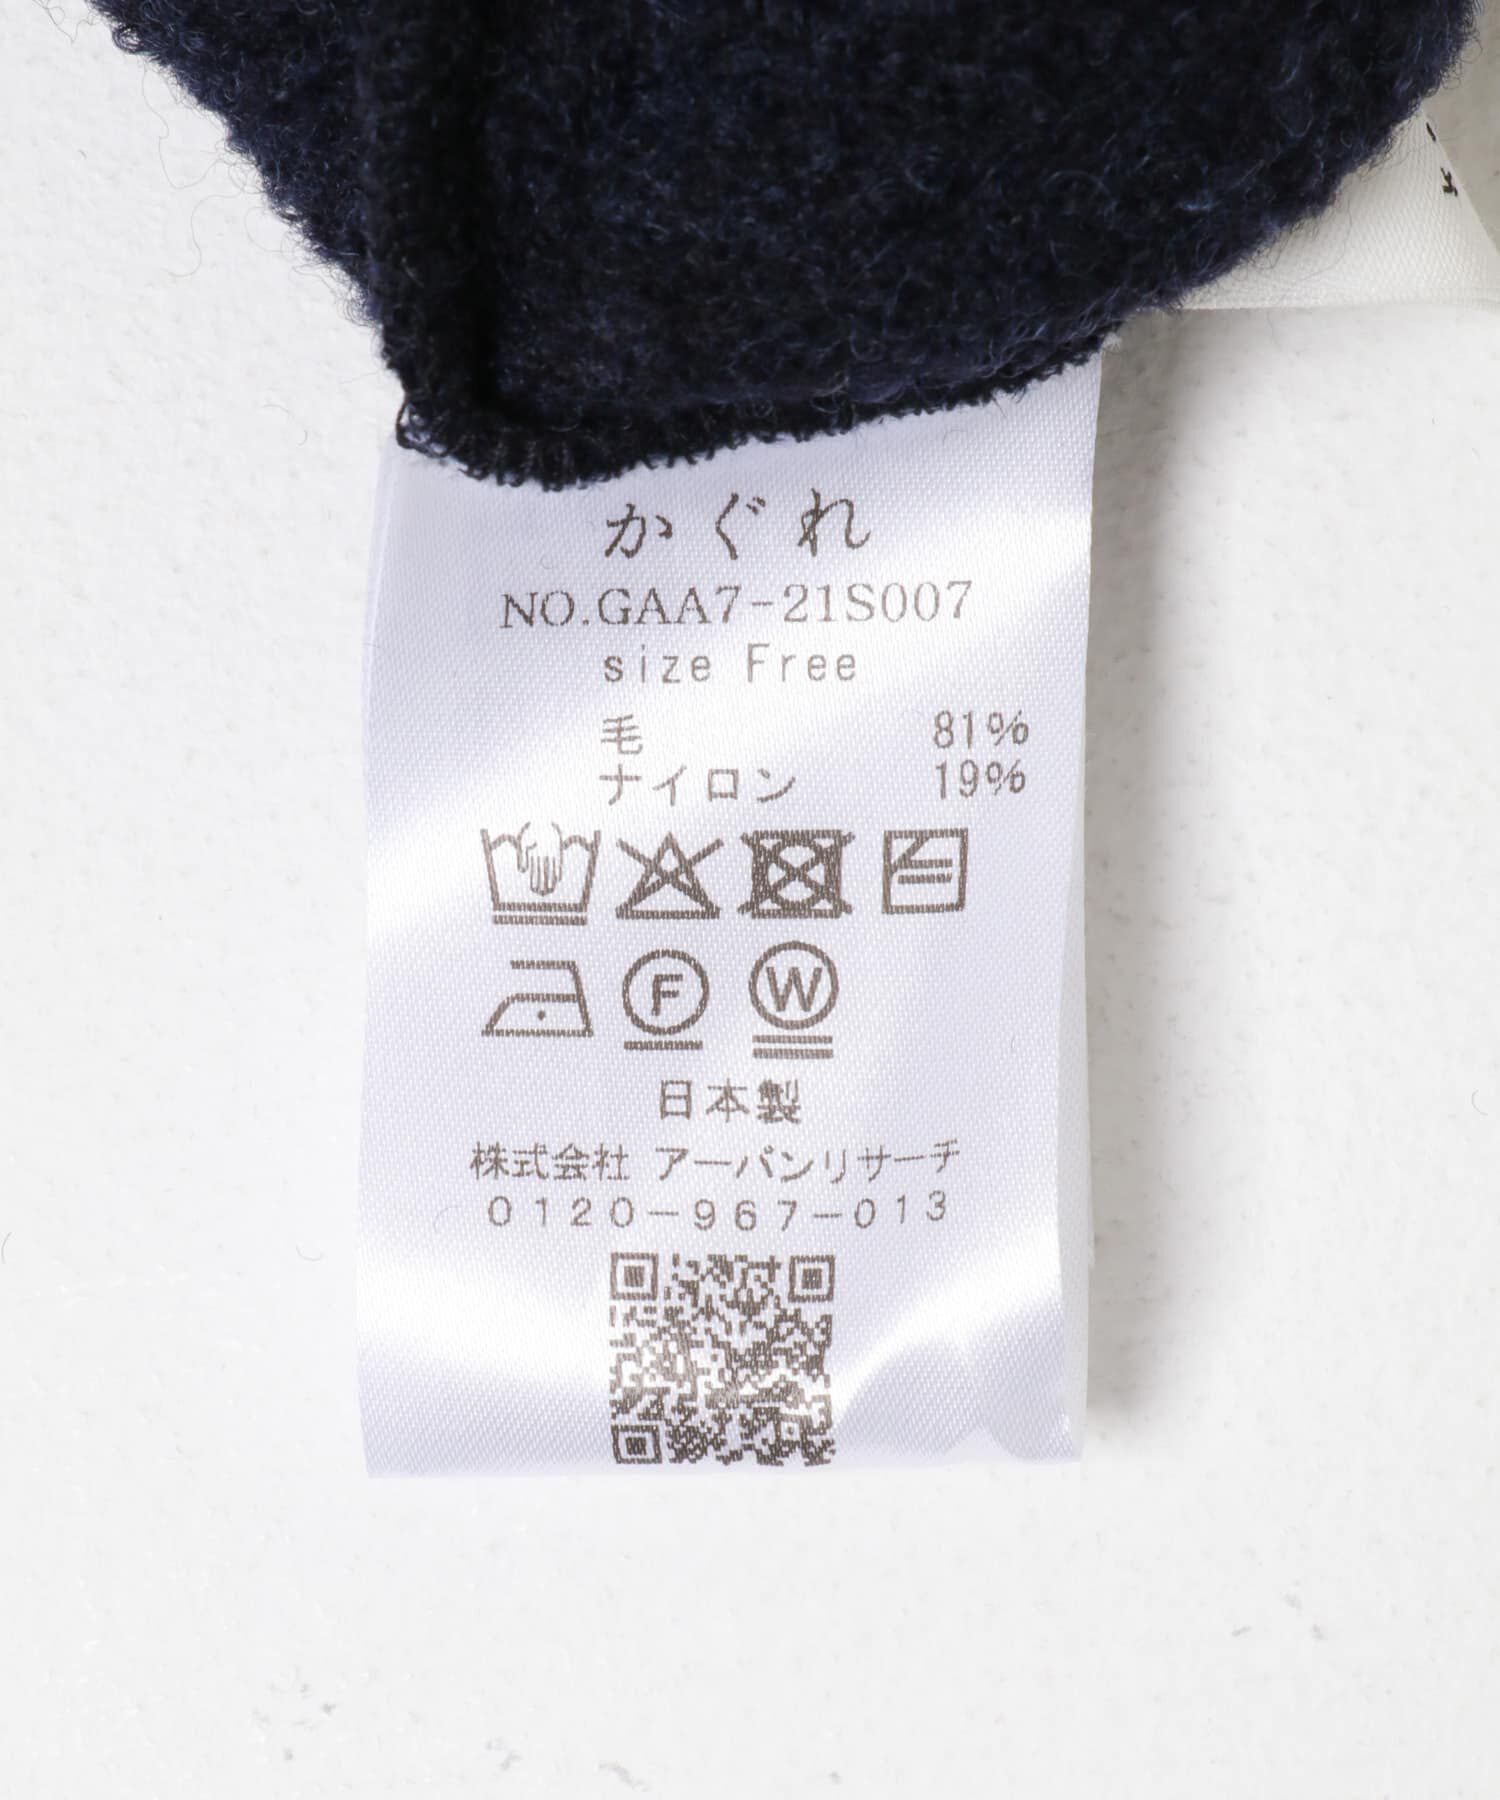 かぐれ
NO.GAA7-21S007
size Free
毛 81%
ナイロン 19%
F W
日本製
株式会社 アーバンリサーチ
0120-967-013